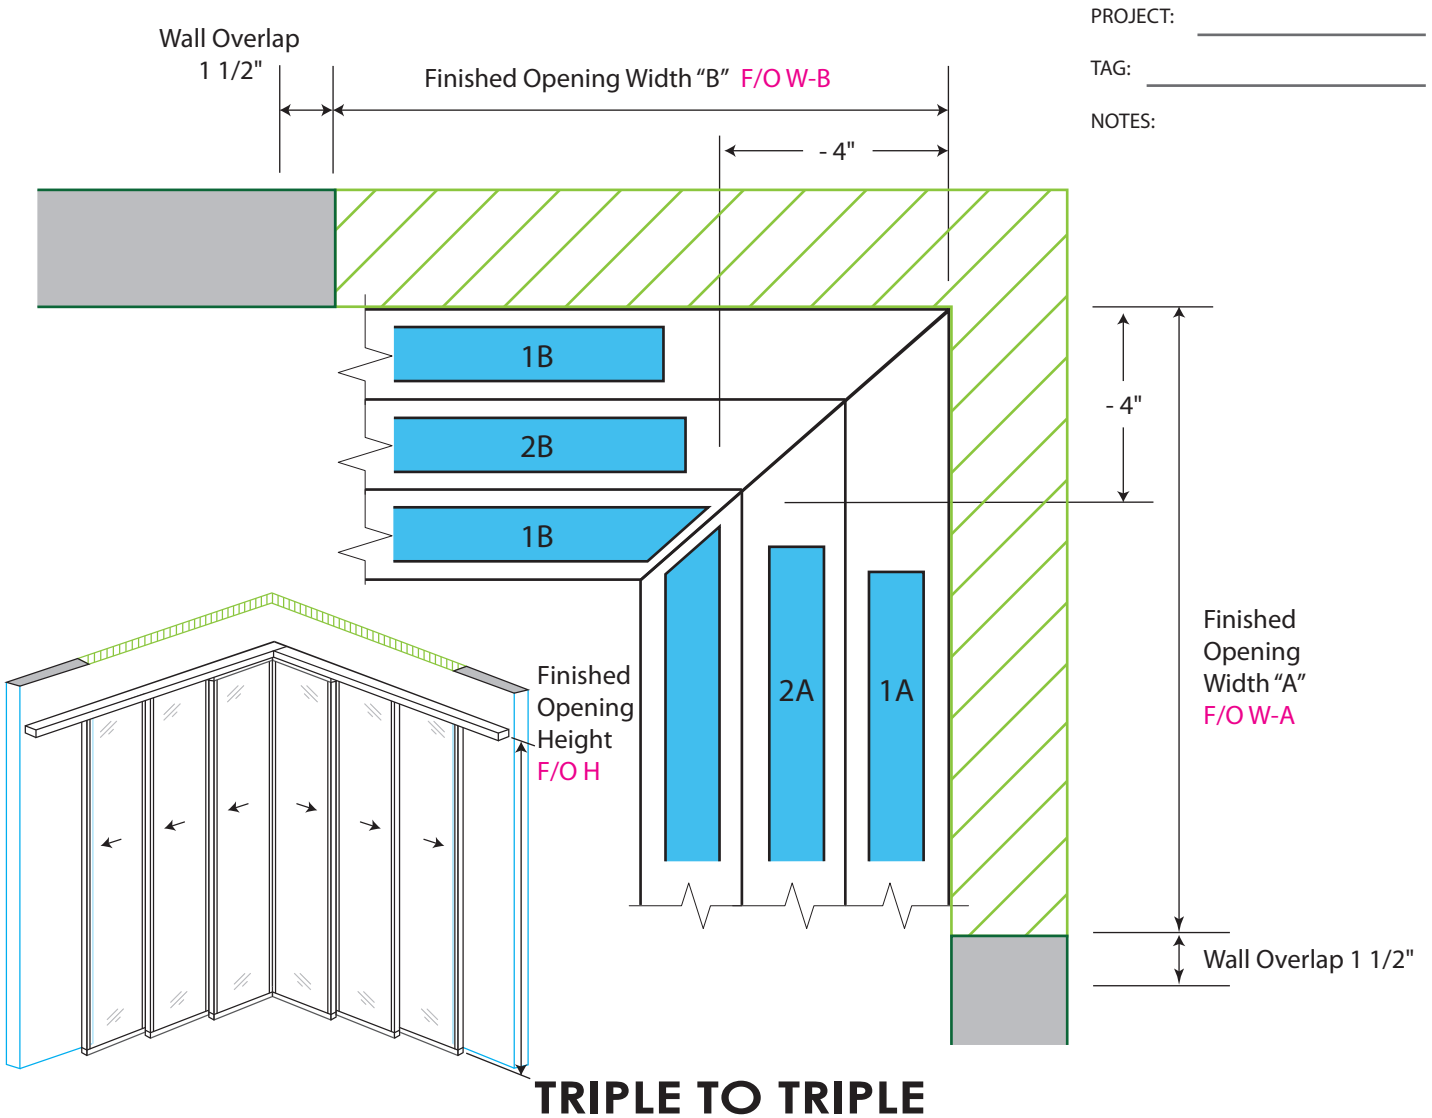 PROJECT:
TAG:
NOTES:
Wall Overlap
1 1/2"
Finished Opening Width “B” F/O W-B
- 4"
1B
2B
1B
- 4"
2A
1A
Finished
Opening
Width “A”
F/O W-A
Finished
Opening
Height
F/O H
Wall Overlap 1 1/2"
TRIPLE TO TRIPLE